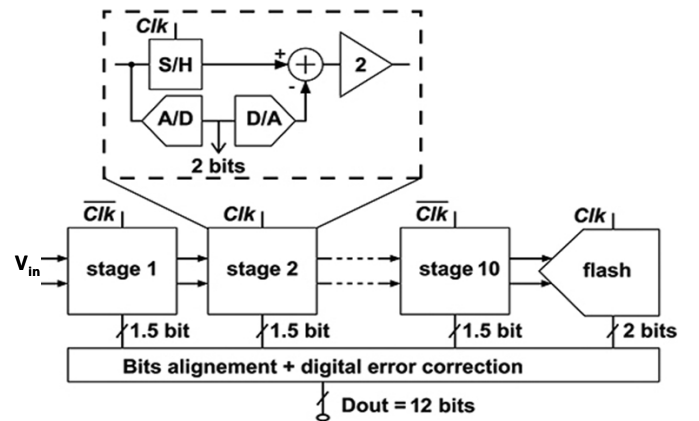 Clk
S/H
+
+
2
-
A/D
D/A
2 bits
Clk
Clk
Clk
Clk
Vin
stage 1
stage 2
stage 10
flash
1.5 bit
1.5 bit
1.5 bit
2 bits
Bits alignement + digital error correction
Dout = 12 bits